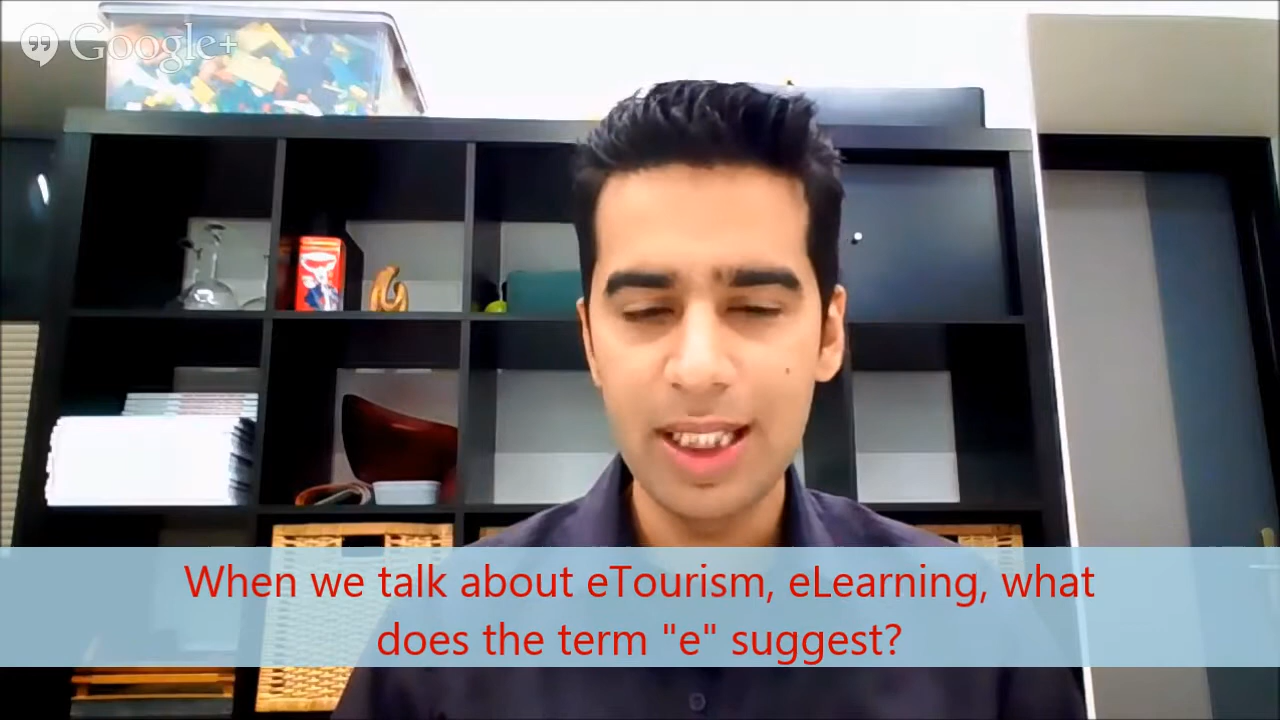 Google+
When we talk about eTourism, eLearning, what
does the term "e" suggest?